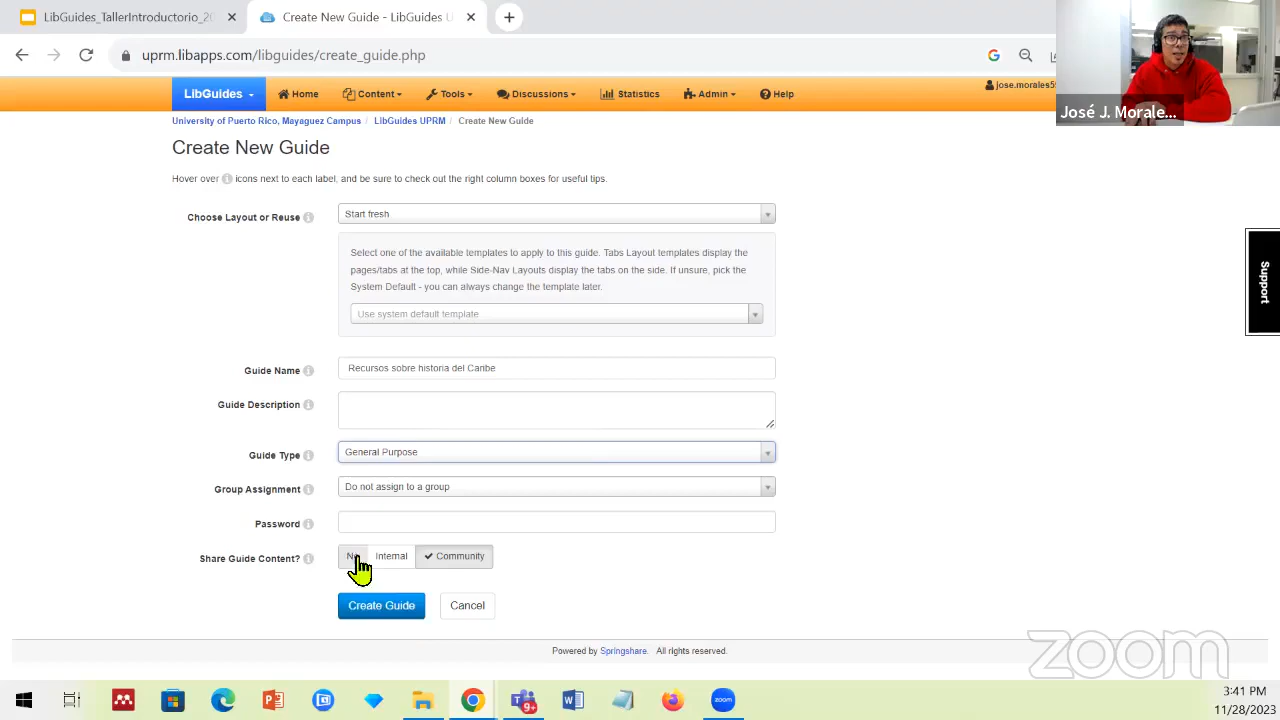 LibGuides_TallerIntroductorio_20
Create New Guide - LibGuides U
uprm.libapps.com/libguides/create_guide.php
LibGuides
Home
Content
Tools
Discussions
Statistics
Admin
Help
jose.morales5
José J. Morale...
University of Puerto Rico, Mayaguez Campus / LibGuides UPRM / Create New Guide
Create New Guide
Hover over icons next to each label, and be sure to check out the right column boxes for useful tips.
Choose Layout or Reuse
Start fresh
Select one of the available templates to apply to this guide. Tabs Layout templates display the
pages/tabs at the top, while Side-Nav Layouts display the tabs on the side. If unsure, pick the
System Default - you can always change the template later.
Use system default template
Support
Guide Name
Recursos sobre historia del Caribe
Guide Description
Guide Type
General Purpose
Group Assignment
Do not assign to a group
Password
Share Guide Content?
No
Internal
Community
Create Guide
Cancel
Powered by Springshare. All rights reserved.
zoom
9+
zoom
3:41 PM
11/28/2023